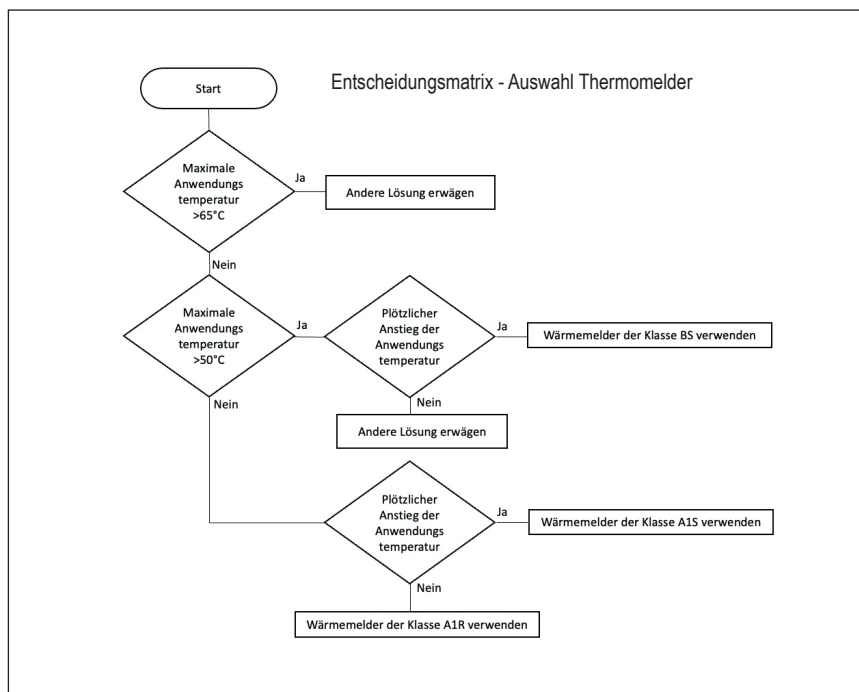 Entscheidungsmatrix - Auswahl Thermomelder
Start
Maximale
Anwendungs
temperatur
>65°C
Ja
Andere Lösung erwägen
Nein
Maximale
Anwendungs
temperatur
>50°C
Ja
Plötzlicher
Anstieg der
Anwendungs
temperatur
Ja
Wärmemelder der Klasse BS verwenden
Nein
Nein
Andere Lösung erwägen
Plötzlicher
Anstieg der
Anwendungs
temperatur
Ja
Wärmemelder der Klasse A1S verwenden
Nein
Wärmemelder der Klasse A1R verwenden